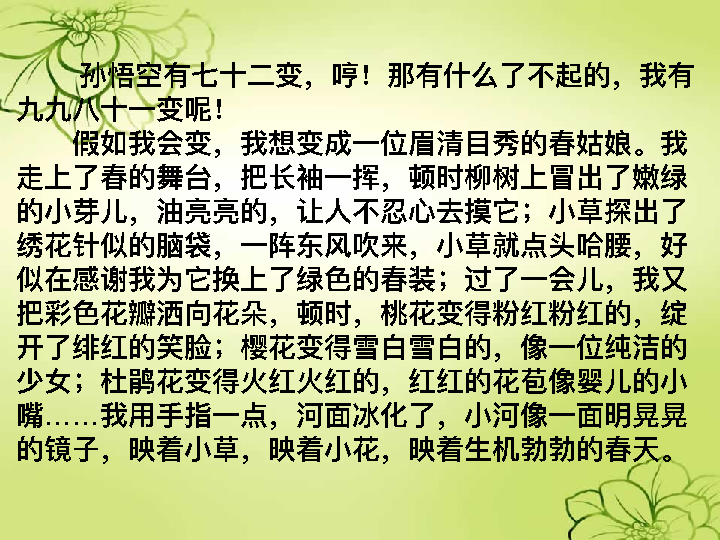 孙悟空有七十二变，哼！那有什么了不起的，我有
九九八十一变呢！
假如我会变，我想变成一位眉清目秀的春姑娘。我
走上了春的舞台，把长袖一挥，顿时柳树上冒出了嫩绿
的小芽儿，油亮亮的，让人不忍心去摸它；小草探出了
绣花针似的脑袋，一阵东风吹来，小草就点头哈腰，好
似在感谢我为它换上了绿色的春装；过了一会儿，我又
把彩色花瓣洒向花朵，顿时，桃花变得粉红粉红的，绽
开了绯红的笑脸；樱花变得雪白雪白的，像一位纯洁的
少女；杜鹃花变得火红火红的，红红的花苞像婴儿的小
嘴……我用手指一点，河面冰化了，小河像一面明晃晃
的镜子，映着小草，映着小花，映着生机勃勃的春天。